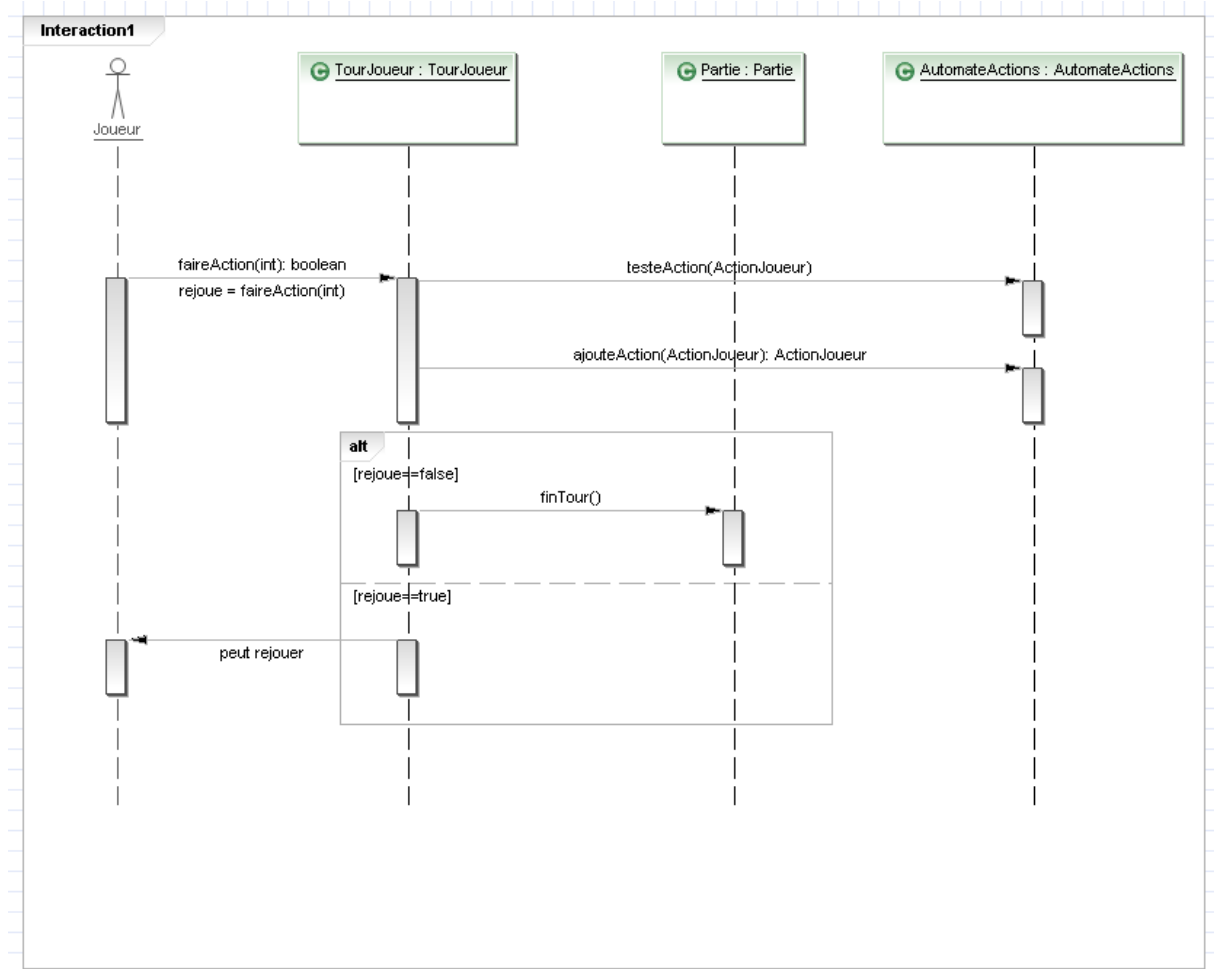 Interaction1
Joueur
TourJoueur : TourJoueur
Partie : Partie
AutomateActions : AutomateActions
faireAction(int): boolean
rejoue = faireAction(int)
testeAction(ActionJoueur)
ajouteAction(ActionJoueur): ActionJoueur
alt
[rejoue==false]
finTour()
[rejoue==true]
peut rejouer